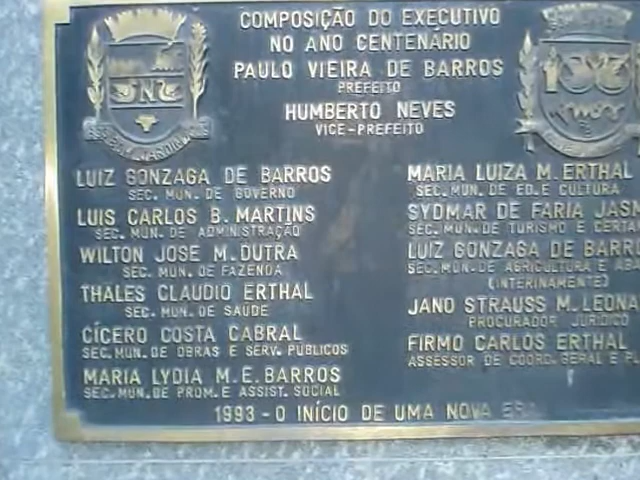 COMPOSIÇÃO DO EXECUTIVO
NO ANO CENTENÁRIO
PAULO VIEIRA DE BARROS
PREFEITO
HUMBERTO NEVES
VICE-PREFEITO
LUIZ GONZAGA DE BARROS
SEC. MUN. DE GOVERNO
LUIS CARLOS B. MARTINS
SEC. MUN. DE ADMINISTRAÇÃO
WILTON JOSE M. DUTRA
SEC. MUN. DE FAZENDA
THALES CLAUDIO ERTHAL
SEC. MUN. DE SAÚDE
CÍCERO COSTA CABRAL
SEC. MUN. DE OBRAS E SERV. PÚBLICOS
MARIA LYDIA M. E. BARROS
SEC. MUN. DE PROM. E ASSIST. SOCIAL
MARIA LUIZA M. ERTHAL
SEC. MUN. DE ED. E CULTURA
SYDMAR DE FARIA
SEC. MUN. DE TURISMO E
LUIZ GONZAGA DE
SEC. MUN. DE AGRICULTURA E
(INTERINAMENTE)
JANO STRAUSS M.
PROCURADOR JURÍDICO
FIRMO CARLOS ERTHAL
ASSESSOR DE COORD. GERAL E
1993 - O INÍCIO DE UMA NOVA